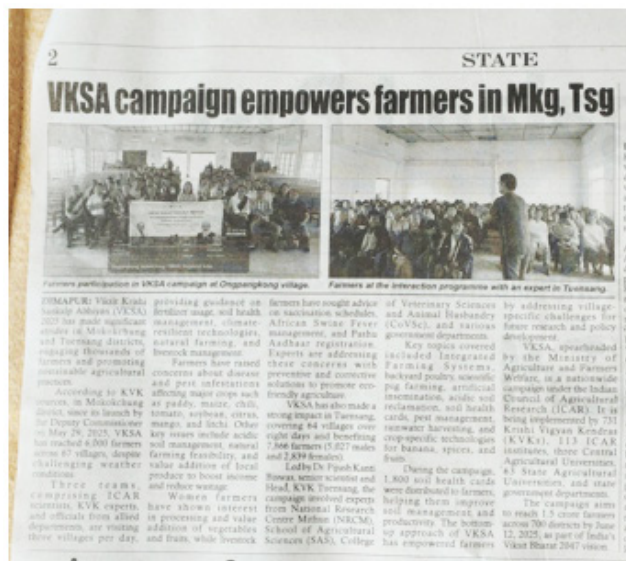 2
STATE
VKSA campaign empowers farmers in Mkg, Tsg
Farmers participation in VKSA campaign at Ongpangkong village.
Farmers at the interaction programme with an expert in Tuensang.
DIMAPUR: Viksit Krishi
Sankalp Abhiyan (VKSA)
2025 has made significant
strides in Mokokchung
and Tuensang districts,
engaging thousands of
farmers and promoting
sustainable agricultural
practices.
According to KVK
sources, in Mokokchung
district, since its launch by
the Deputy Commissioner
on May 29, 2025, VKSA
has reached 6,000 farmers
across 67 villages, despite
challenging weather
conditions.
Three teams,
comprising ICAR
scientists, KVK experts,
and officials from allied
departments, are visiting
three villages per day,
providing guidance on
fertilizer usage, soil health
management, climate-
resilient technologies,
natural farming, and
livestock management.
Farmers have raised
concerns about disease
and pest infestations
affecting major crops such
as paddy, maize, chili,
tomato, soybean, citrus,
mango, and litchi. Other
key issues include acidic
soil management, natural
farming feasibility, and
value addition of local
produce to boost income
and reduce wastage.
Women farmers
have shown interest
in processing and value
addition of vegetables
and fruits, while livestock
farmers have sought advice
on vaccination schedules,
African Swine Fever
management, and Pashu
Aadhaar registration.
Experts are addressing
these concerns with
preventive and corrective
solutions to promote eco-
friendly agriculture.
VKSA has also made a
strong impact in Tuensang,
covering 64 villages over
eight days and benefiting
7,866 farmers (5,027 males
and 2,839 females).
Led by Dr. Pijush Kanti
Biswas, senior scientist and
Head, KVK Tuensang, the
campaign involved experts
from National Research
Centre Mithun (NRCM),
School of Agricultural
Sciences (SAS), College
of Veterinary Sciences
and Animal Husbandry
(CoVSc), and various
government departments.
Key topics covered
included Integrated
Farming Systems,
backyard poultry, scientific
pig farming, artificial
insemination, acidic soil
reclamation, soil health
cards, pest management,
rainwater harvesting, and
crop-specific technologies
for banana, spices, and
fruits.
During the campaign,
1,800 soil health cards
were distributed to farmers,
helping them improve
soil management and
productivity. The bottom-
up approach of VKSA
has empowered farmers
by addressing village-
specific challenges for
future research and policy
development.
VKSA, spearheaded
by the Ministry of
Agriculture and Farmers
Welfare, is a nationwide
campaign under the Indian
Council of Agricultural
Research (ICAR). It is
being implemented by 731
Krishi Vigyan Kendras
(KVKs), 113 ICAR
institutes, three Central
Agricultural Universities,
63 State Agricultural
Universities, and state
government departments.
The campaign aims
to reach 1.5 crore farmers
across 700 districts by June
12, 2025, as part of India's
Viksit Bharat 2047 vision.